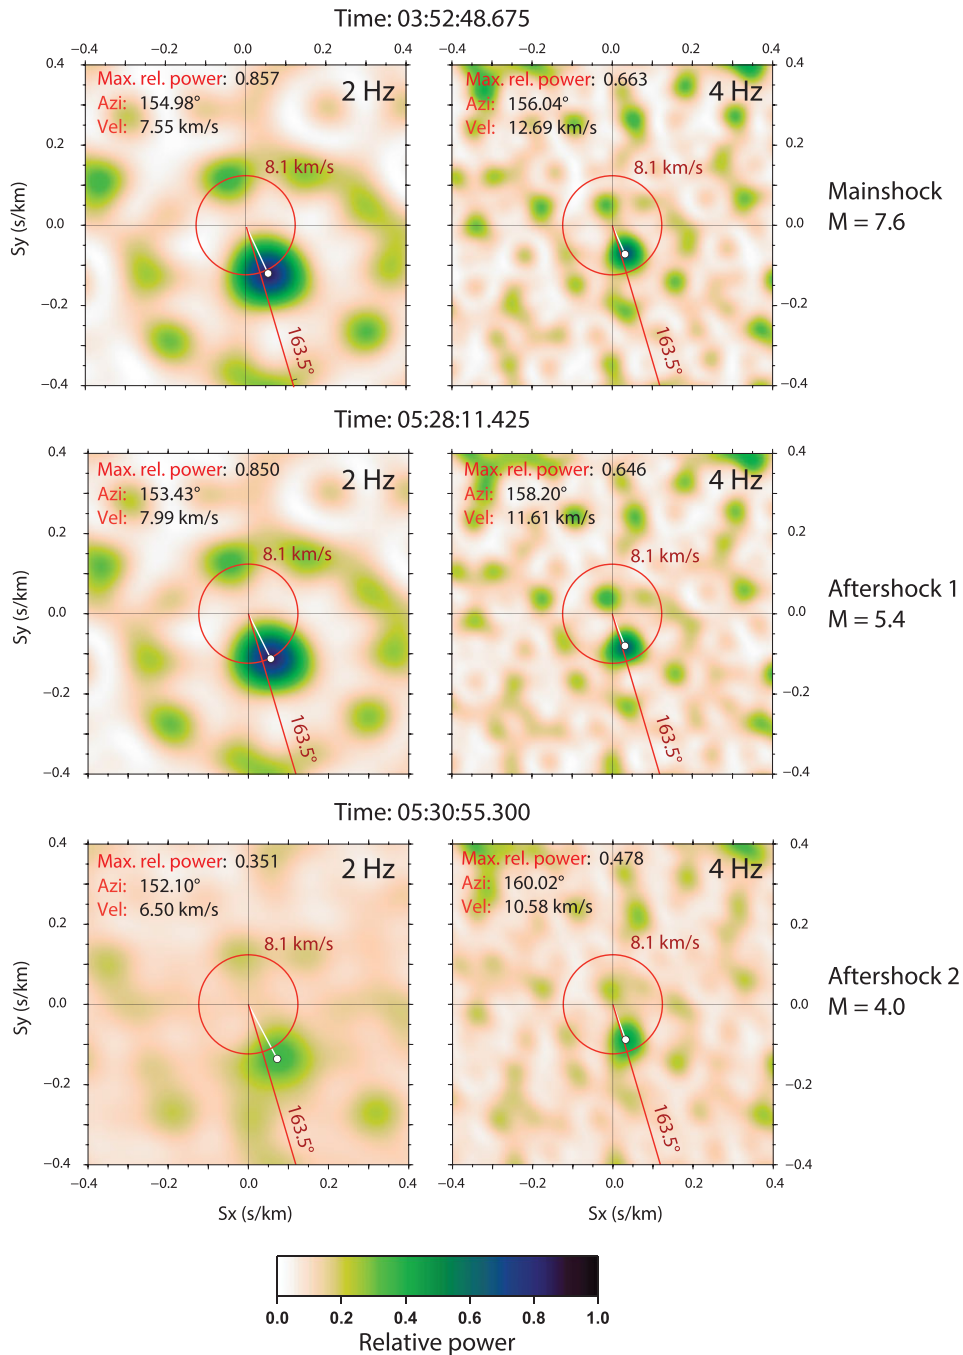 Time: 03:52:48.675
−0.4 −0.2 0.0 0.2 0.4
−0.4 −0.2 0.0 0.2 0.4
Max. rel. power: 0.857
Azi: 154.98°
Vel: 7.55 km/s
2 Hz
8.1 km/s
163.5°
0.4
0.2
0.0
−0.2
−0.4
Sy (s/km)
Max. rel. power: 0.663
Azi: 156.04°
Vel: 12.69 km/s
4 Hz
8.1 km/s
163.5°
0.4
0.2
0.0
−0.2
−0.4
Mainshock
M = 7.6
Time: 05:28:11.425
Max. rel. power: 0.850
Azi: 153.43°
Vel: 7.99 km/s
2 Hz
8.1 km/s
163.5°
0.4
0.2
0.0
−0.2
−0.4
Sy (s/km)
Max. rel. power: 0.646
Azi: 158.20°
Vel: 11.61 km/s
4 Hz
8.1 km/s
163.5°
0.4
0.2
0.0
−0.2
−0.4
Aftershock 1
M = 5.4
Time: 05:30:55.300
Max. rel. power: 0.351
Azi: 152.10°
Vel: 6.50 km/s
2 Hz
8.1 km/s
163.5°
0.4
0.2
0.0
−0.2
−0.4
Sy (s/km)
Max. rel. power: 0.478
Azi: 160.02°
Vel: 10.58 km/s
4 Hz
8.1 km/s
163.5°
0.4
0.2
0.0
−0.2
−0.4
Aftershock 2
M = 4.0
−0.4 −0.2 0.0 0.2 0.4
Sx (s/km)
−0.4 −0.2 0.0 0.2 0.4
Sx (s/km)
0.0 0.2 0.4 0.6 0.8 1.0
Relative power